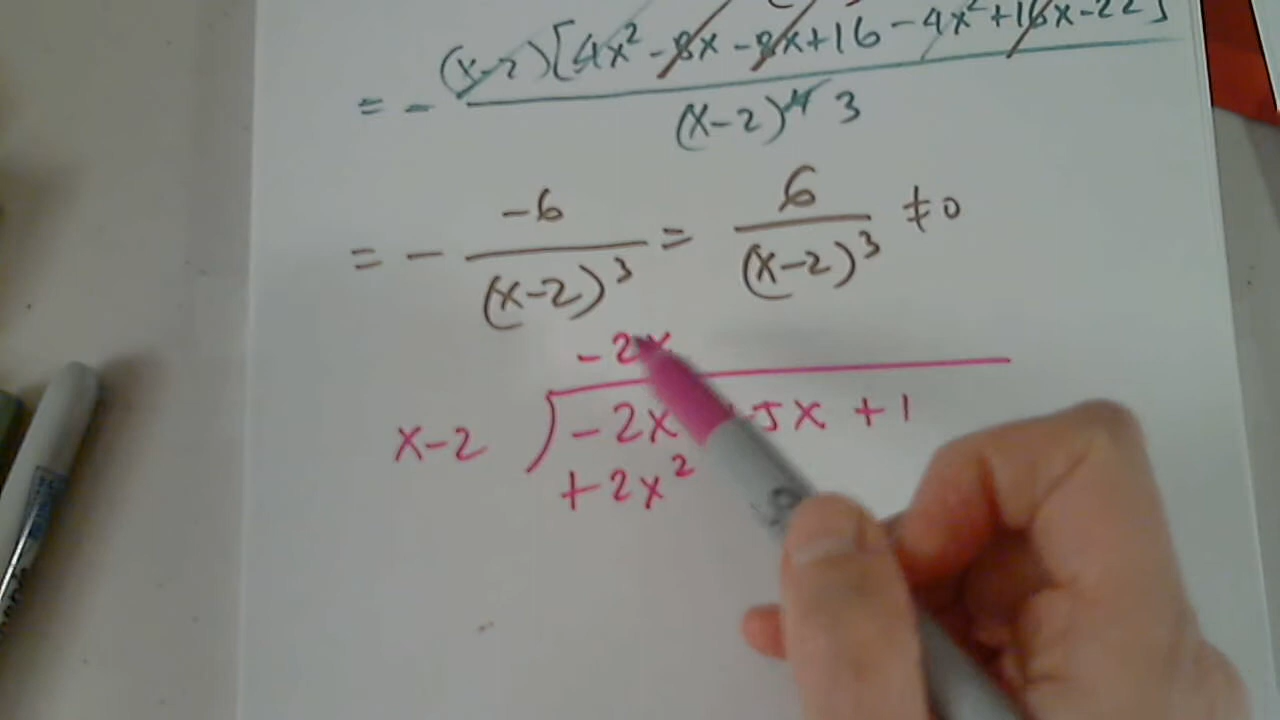 (x-2)[4x²-8x-8x+16-4x²+16x-22]
= - ———
(x-2)⁴ 3
= - -6/(x-2)³ = 6/(x-2)³ ≠0
-2x
x-2 ) -2x 5x +1
+2x²